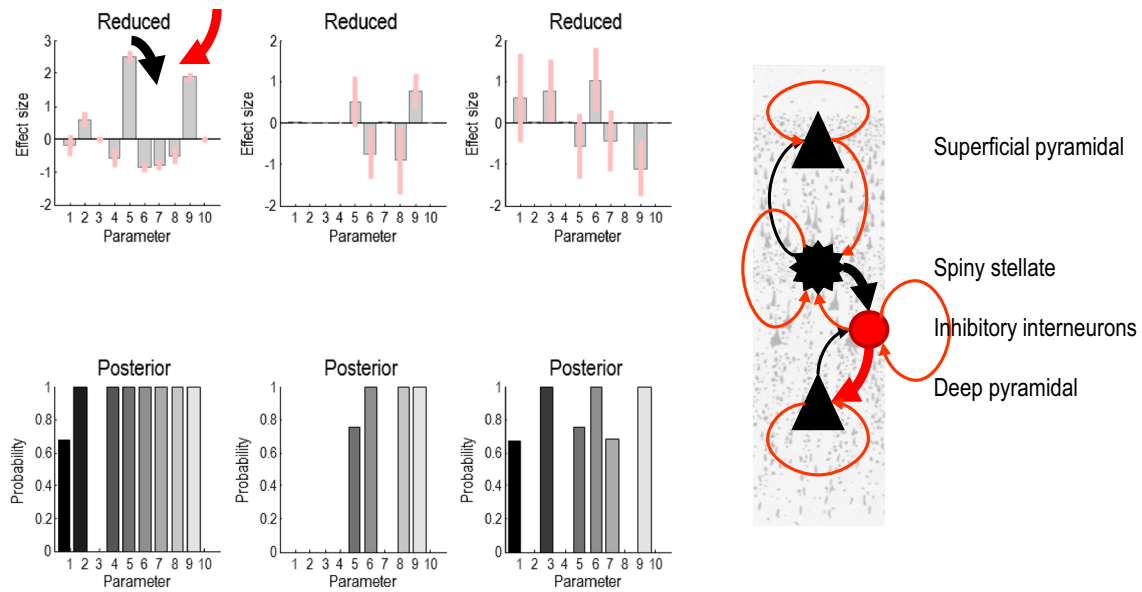 Reduced
3
2
1
0
-1
-2
Effect size
1 2 3 4 5 6 7 8 9 10
Parameter
Reduced
2
1
0
-1
-2
Effect size
1 2 3 4 5 6 7 8 9 10
Parameter
Reduced
2
1
0
-1
-2
Effect size
1 2 3 4 5 6 7 8 9 10
Parameter
Superficial pyramidal
Spiny stellate
Inhibitory interneurons
Deep pyramidal
Posterior
1
0.8
0.6
0.4
0.2
0
Probability
1 2 3 4 5 6 7 8 9 10
Parameter
Posterior
1
0.8
0.6
0.4
0.2
0
Probability
1 2 3 4 5 6 7 8 9 10
Parameter
Posterior
1
0.8
0.6
0.4
0.2
0
Probability
1 2 3 4 5 6 7 8 9 10
Parameter